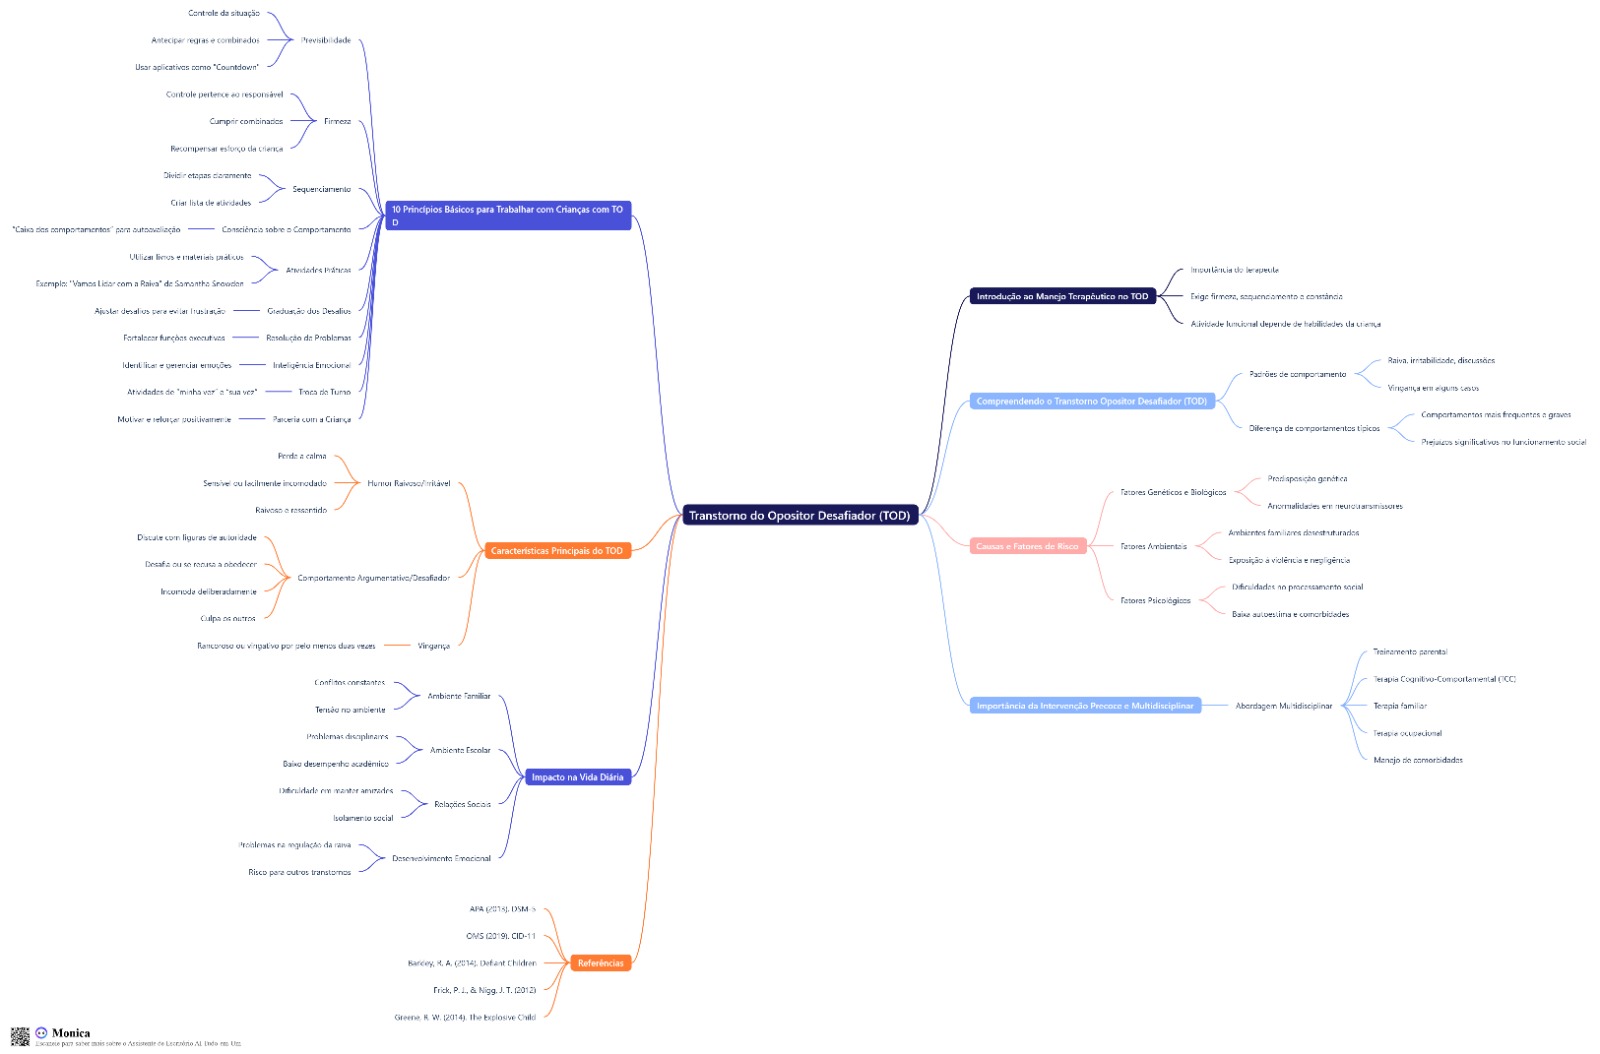 Transtorno do Opositor Desafiador (TOD)
10 Princípios Básicos para Trabalhar com Crianças com TO
D
Previsibilidade
Controle da situação
Antecipar regras e combinados
Usar aplicativos como "Countdown"
Firmeza
Controle pertence ao responsável
Cumprir combinados
Recompensar esforço da criança
Sequenciamento
Dividir etapas claramente
Criar lista de atividades
Consciência sobre o Comportamento
"Caixa dos comportamentos" para autoavaliação
Atividades Práticas
Utilizar livros e materiais práticos
Exemplo: "Vamos Lidar com a Raiva" de Samantha Snowden
Graduação dos Desafios
Ajustar desafios para evitar frustração
Resolução de Problemas
Fortalecer funções executivas
Inteligência Emocional
Identificar e gerenciar emoções
Troca de Turno
Atividades de "minha vez" e "sua vez"
Parceria com a Criança
Motivar e reforçar positivamente
Características Principais do TOD
Humor Raivoso/Irritável
Perde a calma
Sensível ou facilmente incomodado
Raivoso e ressentido
Comportamento Argumentativo/Desafiador
Discute com figuras de autoridade
Desafia ou se recusa a obedecer
Incomoda deliberadamente
Culpa os outros
Vingança
Rancoroso ou vingativo por pelo menos duas vezes
Impacto na Vida Diária
Ambiente Familiar
Conflitos constantes
Tensão no ambiente
Ambiente Escolar
Problemas disciplinares
Baixo desempenho acadêmico
Relações Sociais
Dificuldade em manter amizades
Isolamento social
Desenvolvimento Emocional
Problemas na regulação da raiva
Risco para outros transtornos
Referências
APA (2013). DSM-5
OMS (2019). CID-11
Barkley, R. A. (2014). Defiant Children
Frick, P. J., & Nigg, J. T. (2012)
Greene, R. W. (2014). The Explosive Child
Introdução ao Manejo Terapêutico no TOD
Importância do terapeuta
Exige firmeza, sequenciamento e constância
Atividade funcional depende de habilidades da criança
Compreendendo o Transtorno Opositor Desafiador (TOD)
Padrões de comportamento
Raiva, irritabilidade, discussões
Vingança em alguns casos
Diferença de comportamentos típicos
Comportamentos mais frequentes e graves
Prejuízos significativos no funcionamento social
Causas e Fatores de Risco
Fatores Genéticos e Biológicos
Predisposição genética
Anormalidades em neurotransmissores
Fatores Ambientais
Ambientes familiares desestruturados
Exposição à violência e negligência
Fatores Psicológicos
Dificuldades no processamento social
Baixa autoestima e comorbidades
Importância da Intervenção Precoce e Multidisciplinar
Abordagem Multidisciplinar
Treinamento parental
Terapia Cognitivo-Comportamental (TCC)
Terapia familiar
Terapia ocupacional
Manejo de comorbidades
Monica
Escaneie para saber mais sobre o Assistente de Escritório AI Tudo em Um